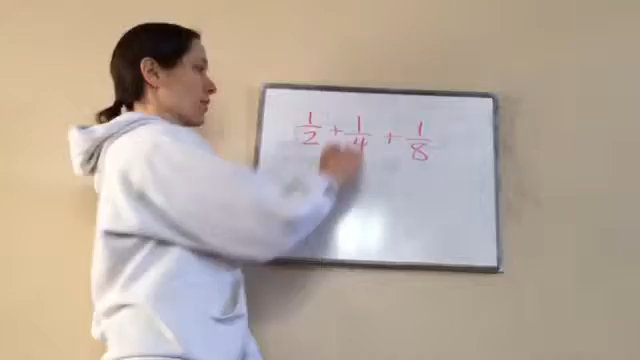 1/2 + 1/4 + 1/8